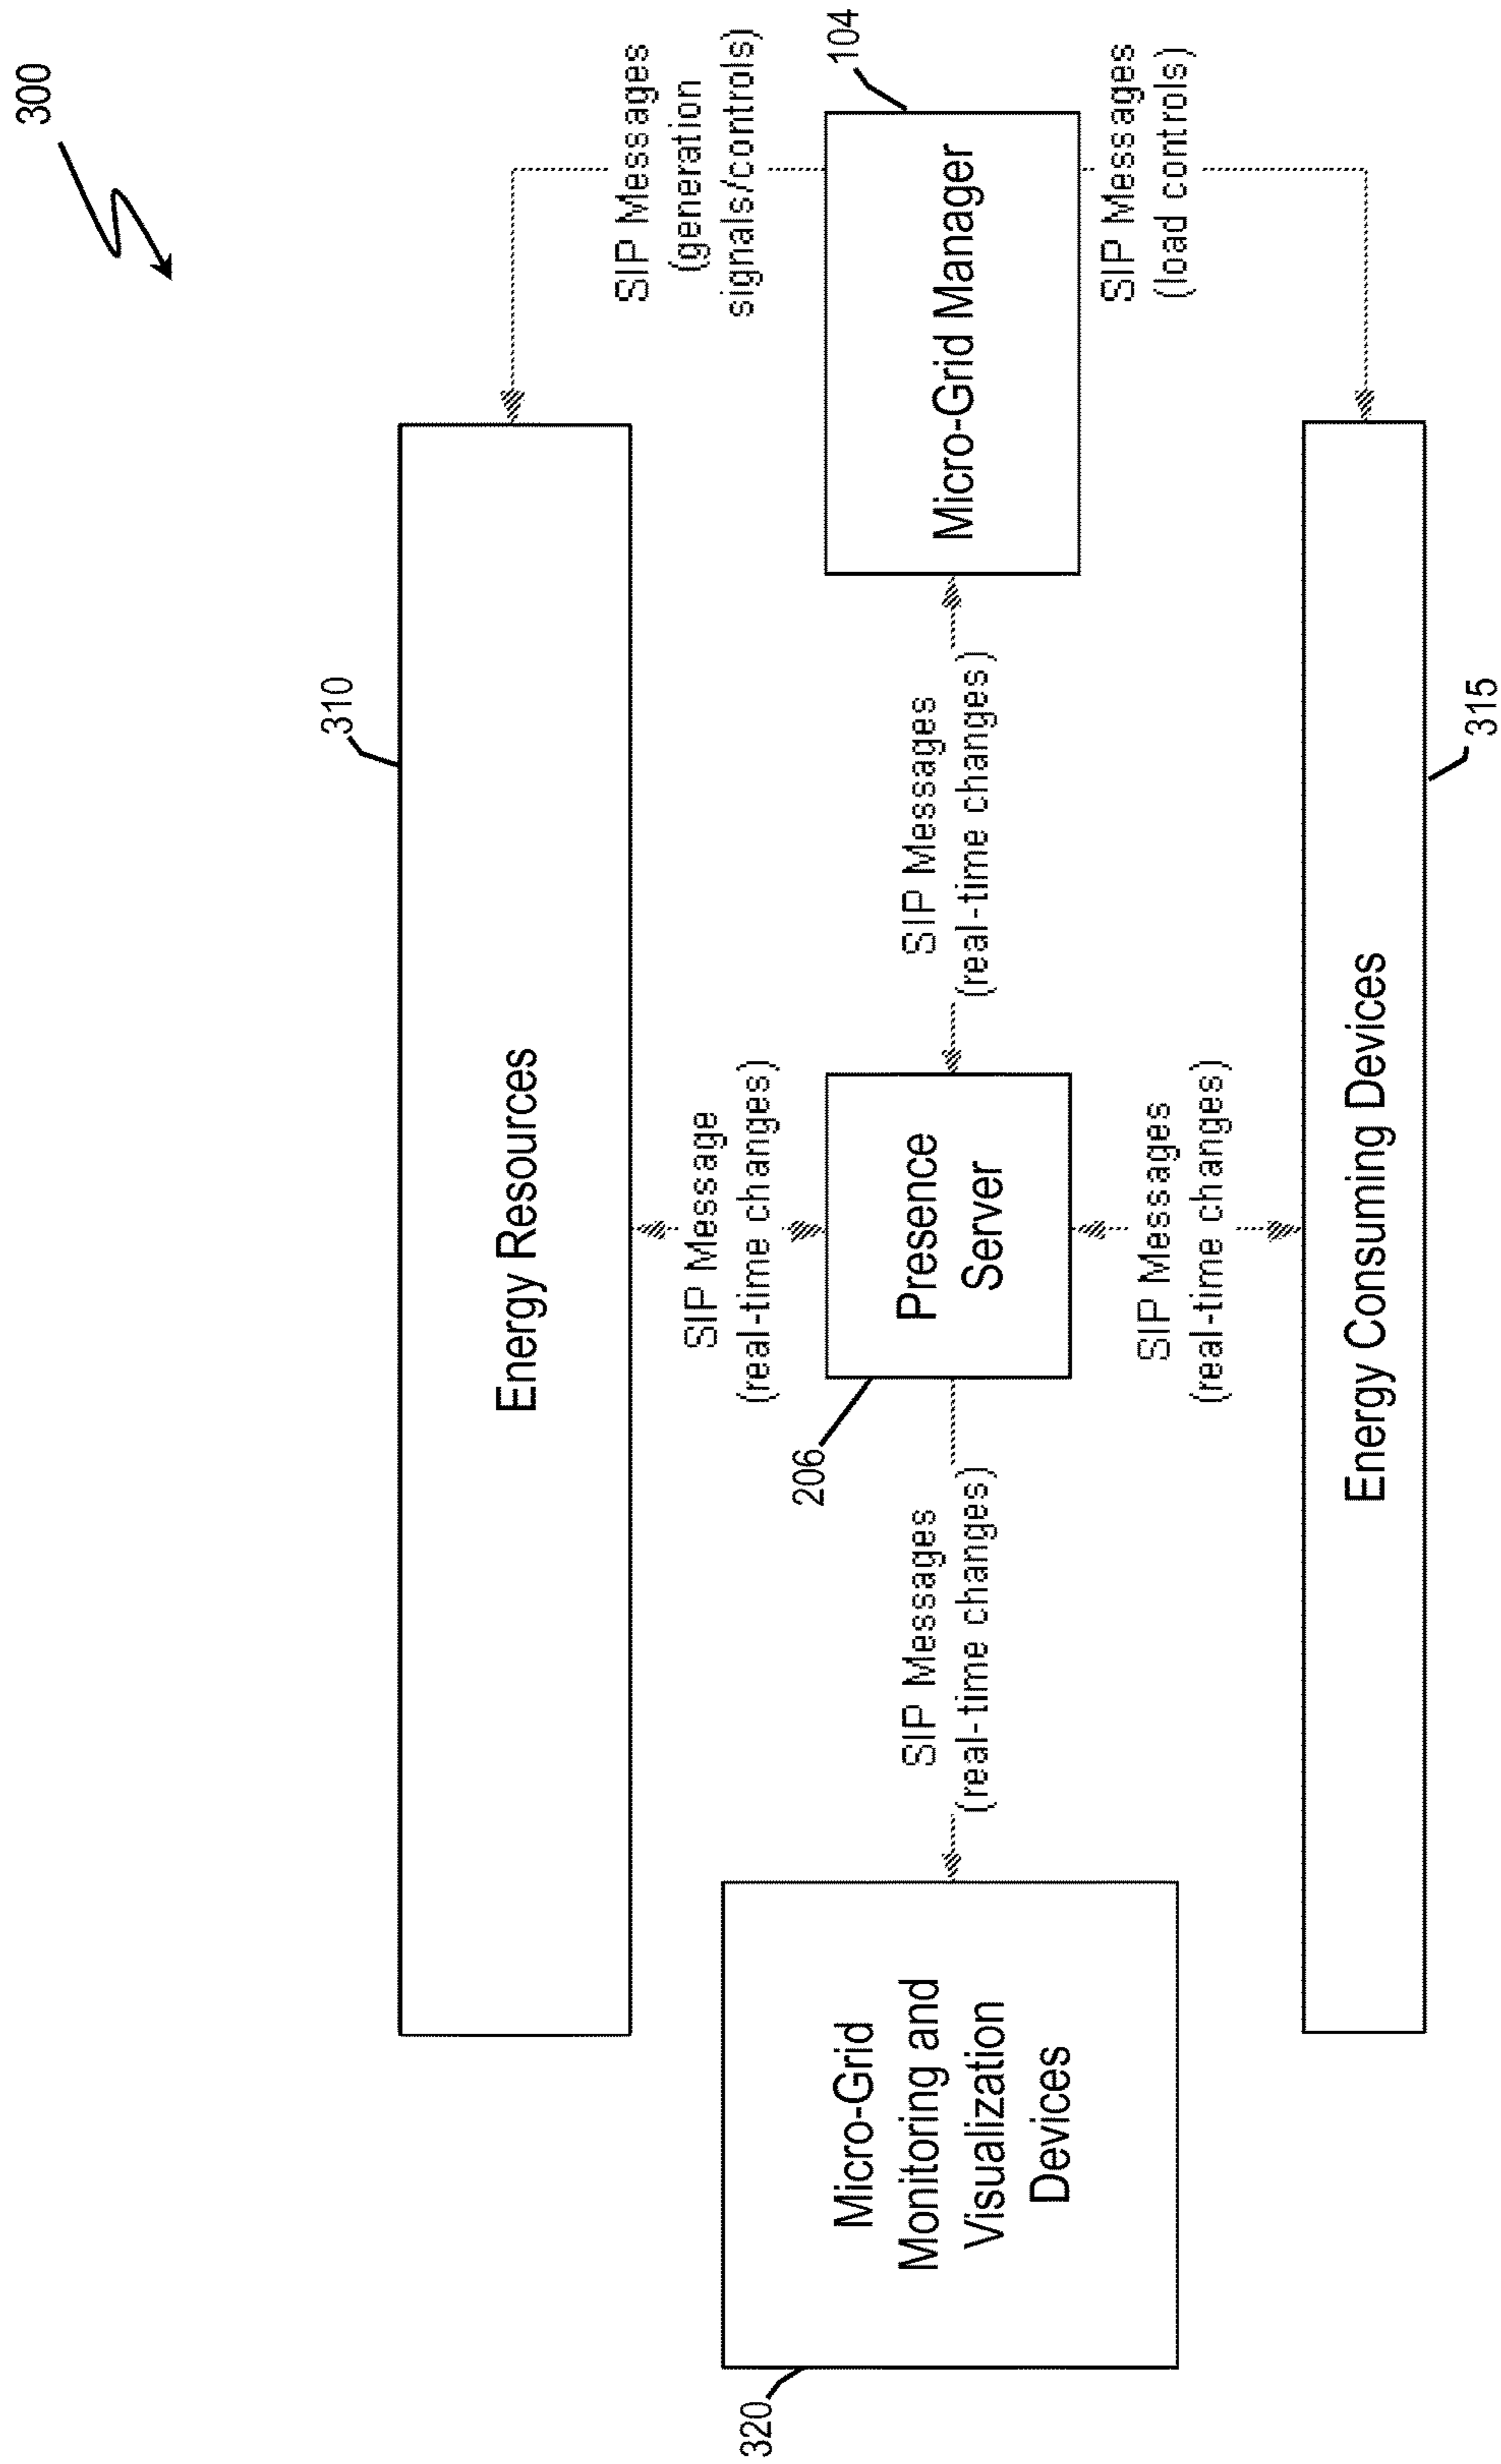 300
310
Energy Resources
SIP Messages
(generation
signals/controls)
SIP Message
(real-time changes)
104
206
320
Micro-Grid
Monitoring and
Visualization
Devices
SIP Messages
(real-time changes)
Presence
Server
SIP Messages
(real-time changes)
Micro-Grid Manager
SIP Messages
(real-time changes)
SIP Messages
(load controls)
Energy Consuming Devices
315